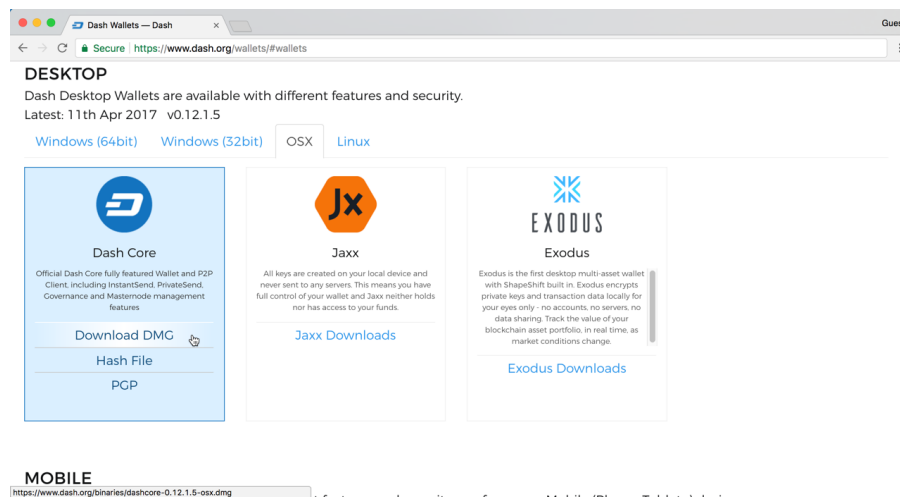 Dash Wallets — Dash
×
Gues
Secure
https://www.dash.org/wallets/#wallets
DESKTOP
Dash Desktop Wallets are available with different features and security.
Latest: 11th Apr 2017 v0.12.1.5
Windows (64bit) Windows (32bit) OSX Linux
Dash Core
Official Dash Core fully featured Wallet and P2P
Client, including InstantSend, PrivateSend,
Governance and Masternode management
features
Download DMG
Hash File
PGP
Jx
Jaxx
All keys are created on your local device and
never sent to any servers. This means you have
full control of your wallet and Jaxx neither holds
nor has access to your funds.
Jaxx Downloads
EXODUS
Exodus
Exodus is the first desktop multi-asset wallet
with ShapeShift built in. Exodus encrypts
private keys and transaction data locally for
your eyes only - no accounts, no servers, no
data sharing. Track the value of your
blockchain asset portfolio, in real time, as
market conditions change.
Exodus Downloads
MOBILE
https://www.dash.org/binaries/dashcore-0.12.1.5-osx.dmg